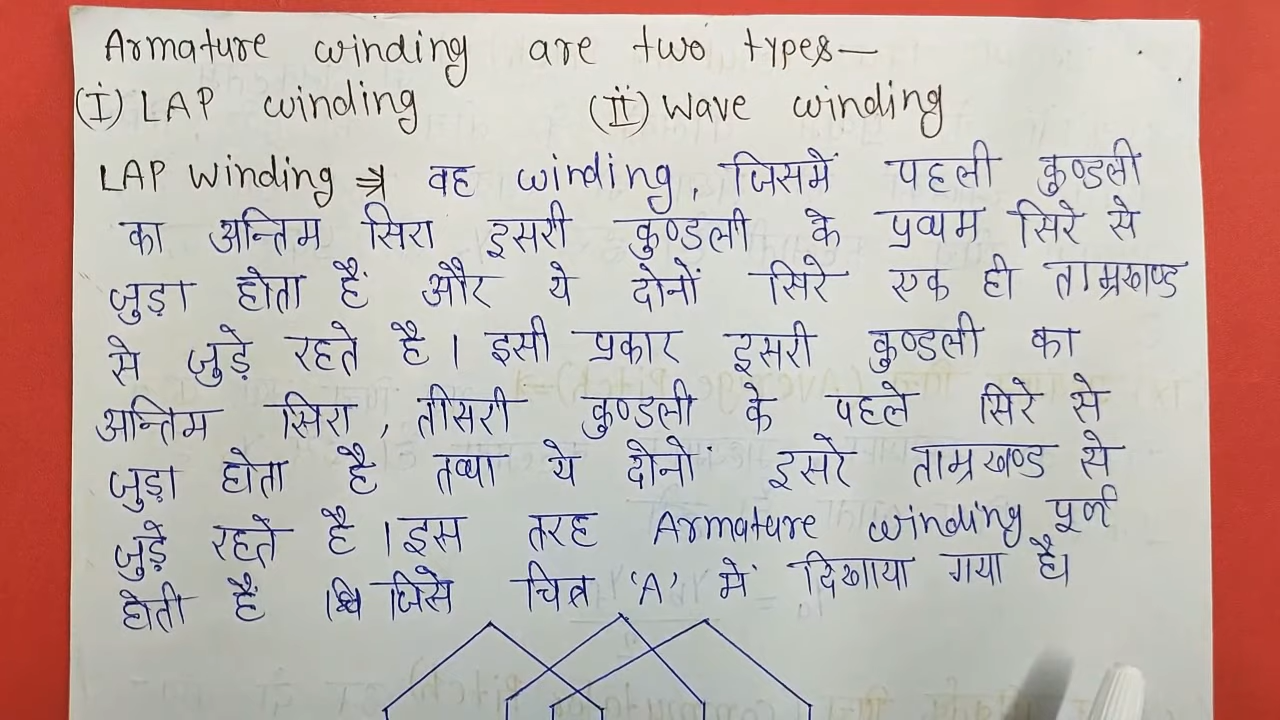 Armature winding are two types—
(I) LAP winding (II) Wave winding
LAP winding ⇒ वह winding, जिसमें पहली कुण्डली
का अन्तिम सिरा दूसरी कुण्डली के प्रथम सिरे से
जुड़ा होता हैं और ये दोनों सिरे एक ही ताम्रखण्ड
से जुड़े रहते है। इसी प्रकार दूसरी कुण्डली का
अन्तिम सिरा, तीसरी कुण्डली के पहले सिरे से
जुड़ा होता है तथा ये दोनों दूसरे ताम्रखण्ड से
जुड़े रहते है। इस तरह Armature winding पूर्ण
होती हैं। जिसे चित्र 'A' में दिखाया गया है।